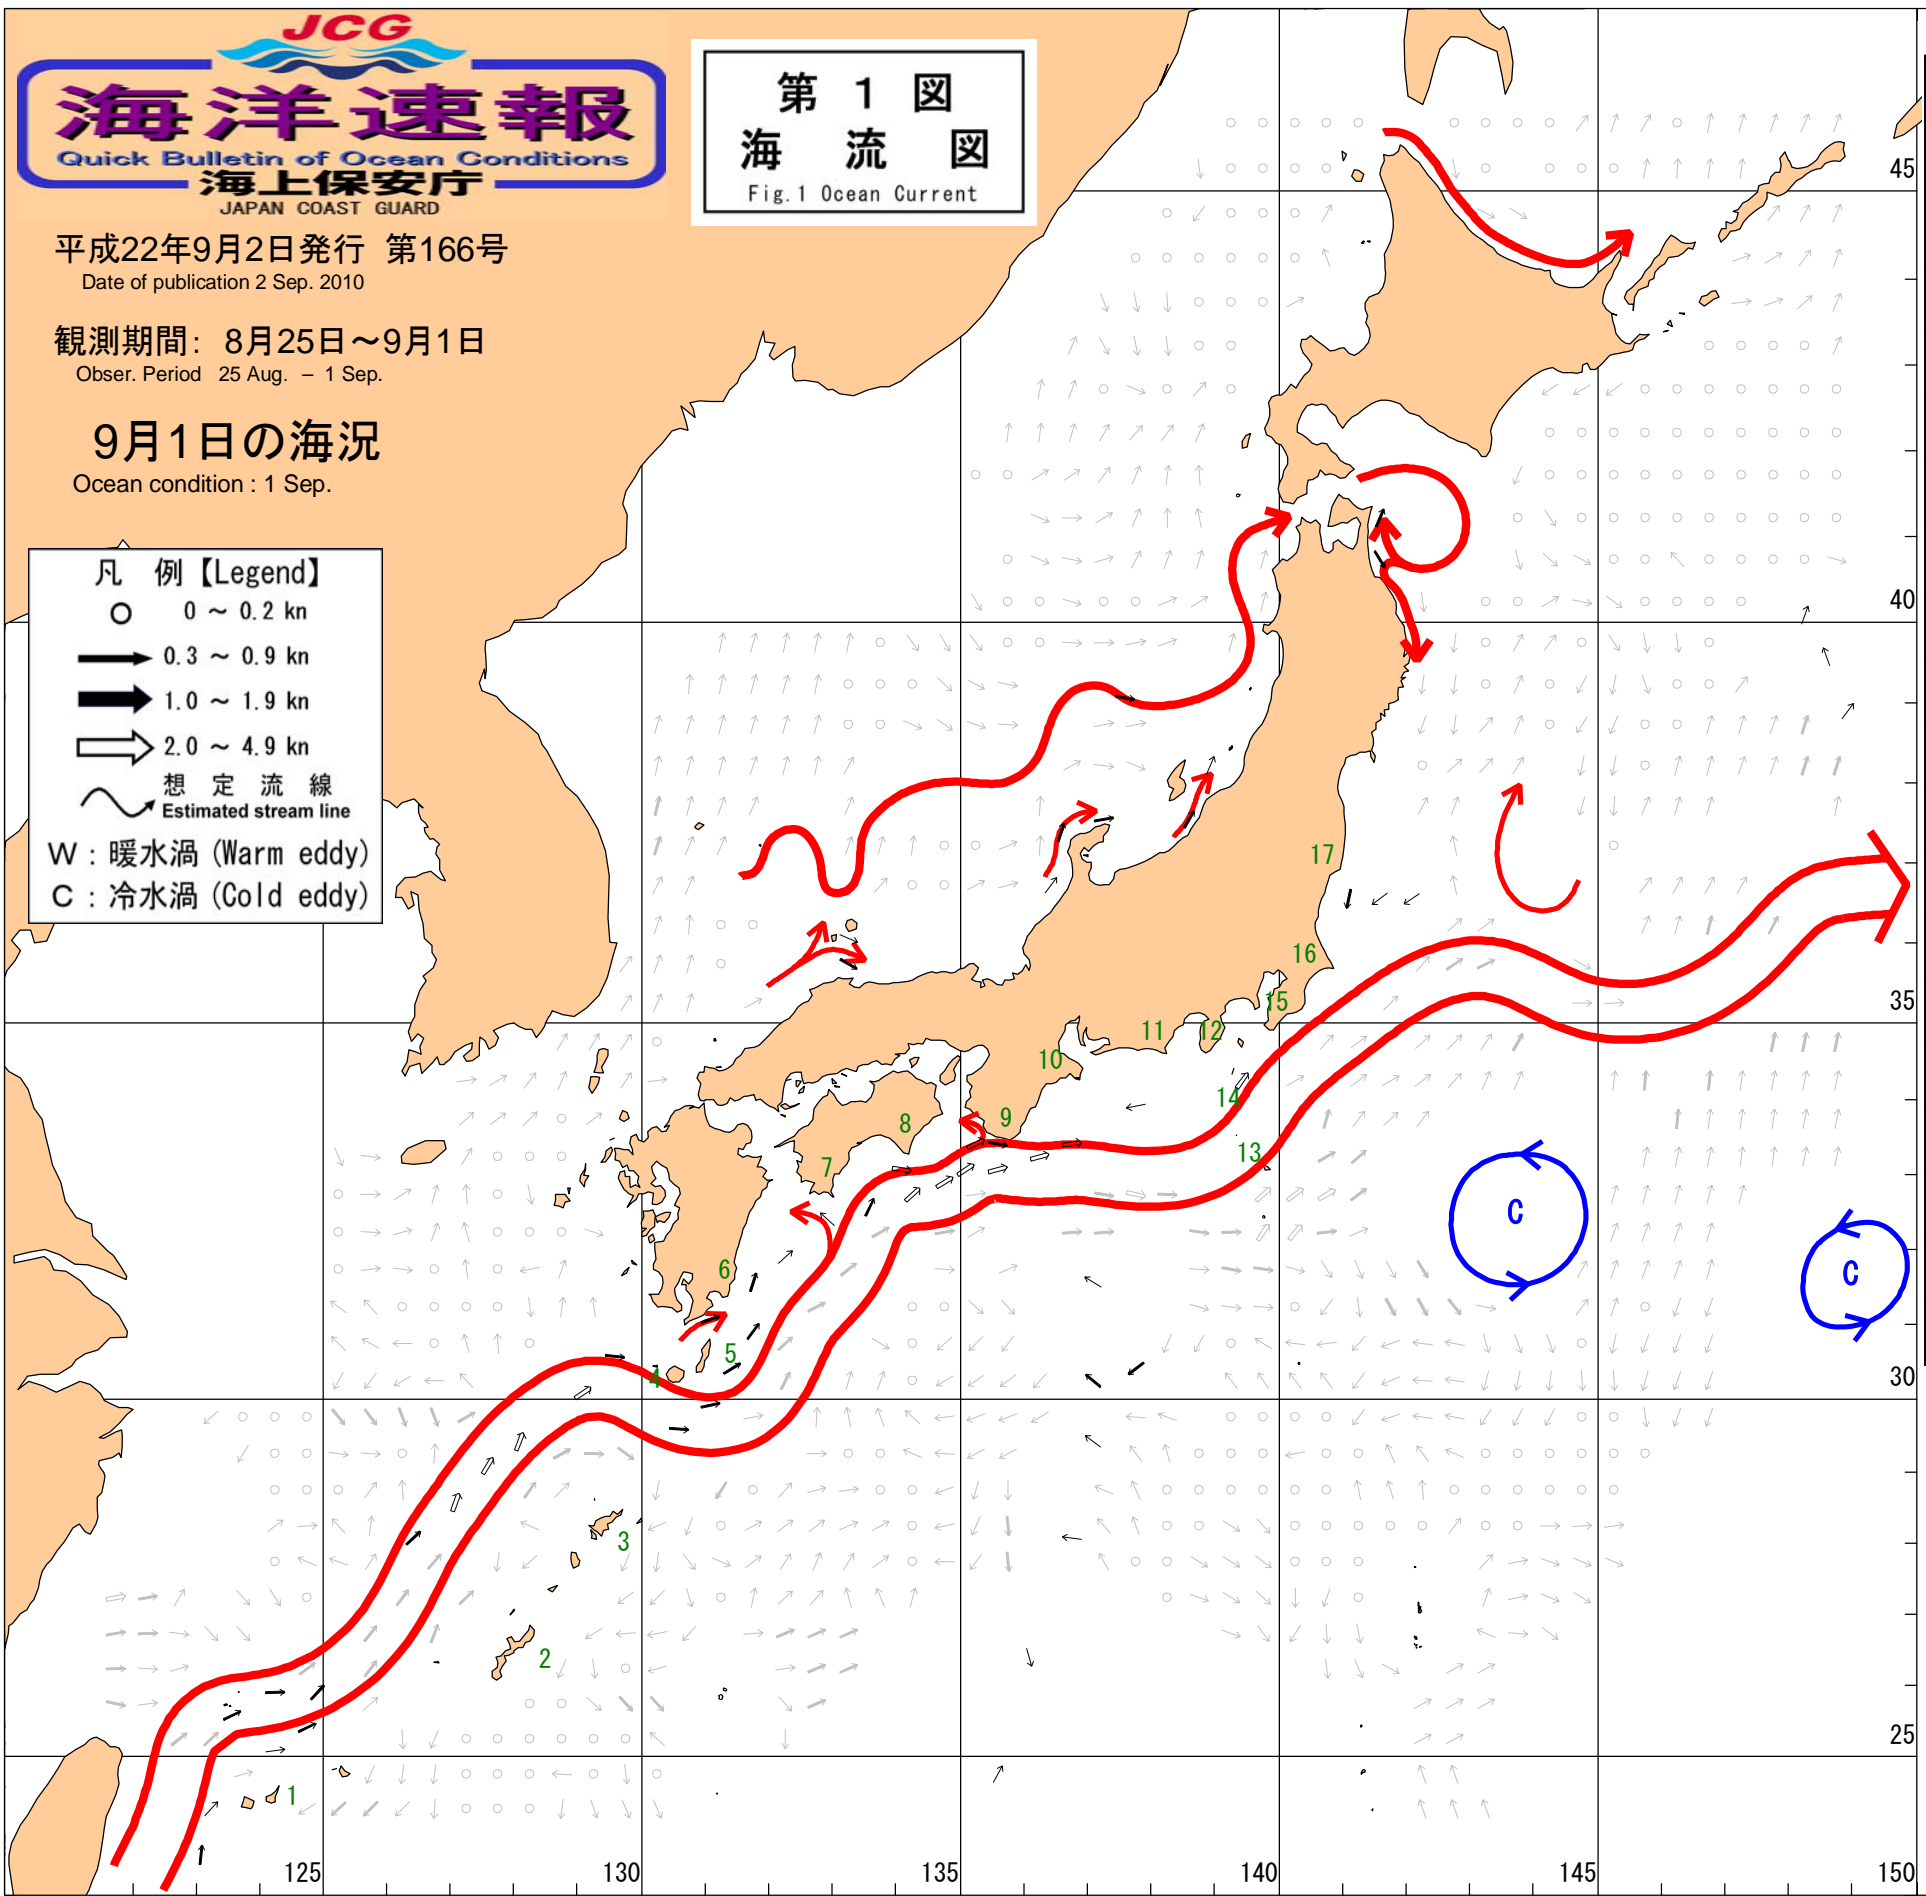 JCG
海洋速報
Quick Bulletin of Ocean Conditions
海上保安庁
JAPAN COAST GUARD
第 1 図
海 流 図
Fig.1 Ocean Current
平成22年9月2日発行 第166号
Date of publication 2 Sep. 2010
観測期間: 8月25日～9月1日
Obser. Period 25 Aug. – 1 Sep.
9月1日の海況
Ocean condition : 1 Sep.
凡 例【Legend】
0 ～ 0.2 kn
0.3 ～ 0.9 kn
1.0 ～ 1.9 kn
2.0 ～ 4.9 kn
想 定 流 線
Estimated stream line
W : 暖水渦 (Warm eddy)
C : 冷水渦 (Cold eddy)
45
40
17
16
35
15
12
11
10
14
9
8
13
7
C
6
C
5
4
30
3
2
25
1
125
130
135
140
145
150